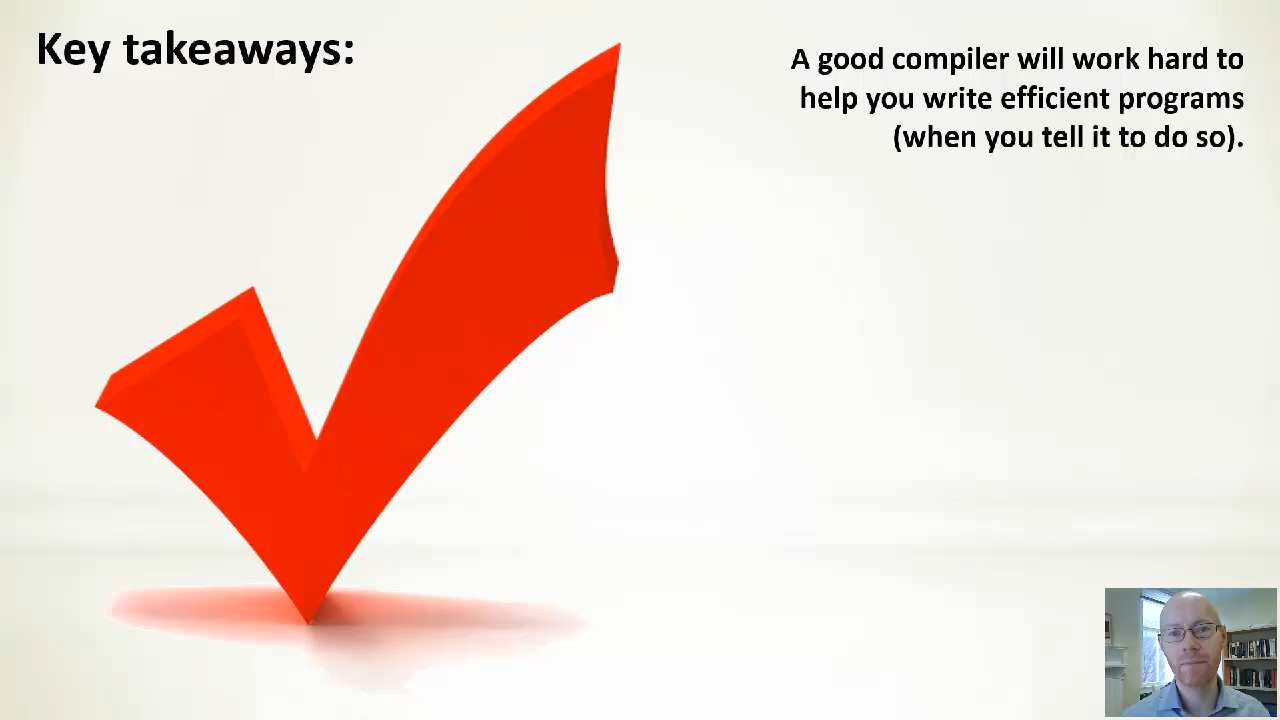 Key takeaways:
A good compiler will work hard to
help you write efficient programs
(when you tell it to do so).